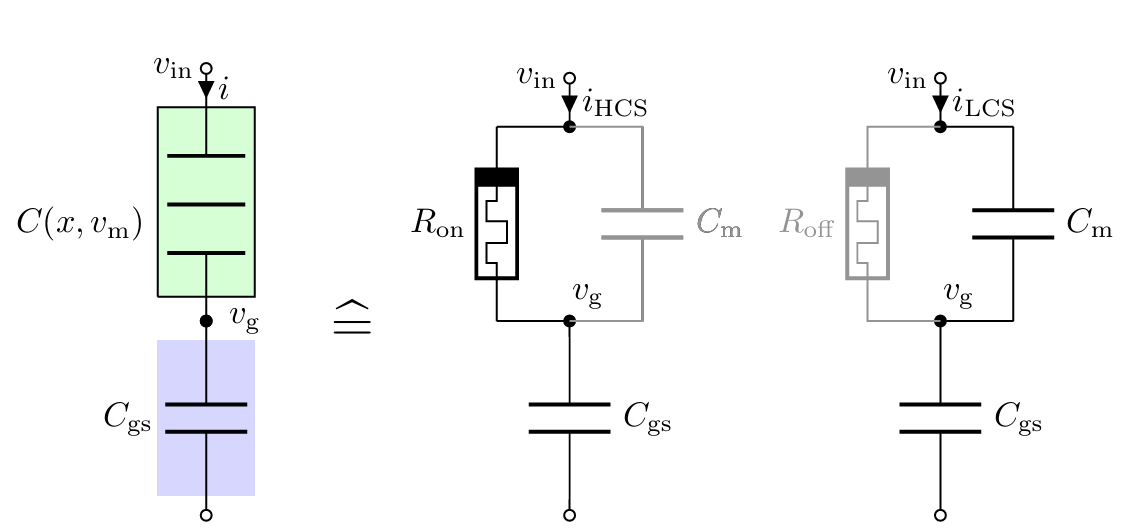 v_in
i
C(x, v_m)
v_g
C_gs
≙
v_in
i_HCS
R_on
C_m
v_g
C_gs
v_in
i_LCS
R_off
C_m
v_g
C_gs